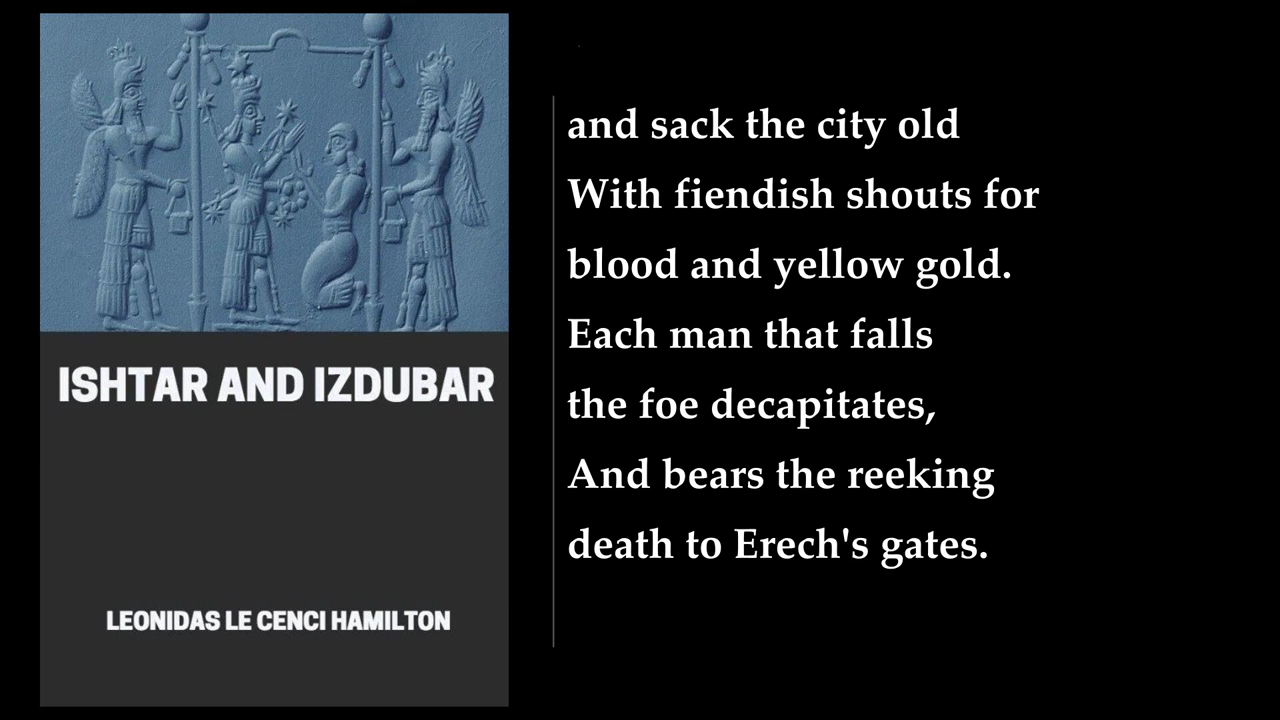 ISHTAR AND IZDUBAR
LEONIDAS LE CENCI HAMILTON
and sack the city old
With fiendish shouts for
blood and yellow gold.
Each man that falls
the foe decapitates,
And bears the reeking
death to Erech's gates.